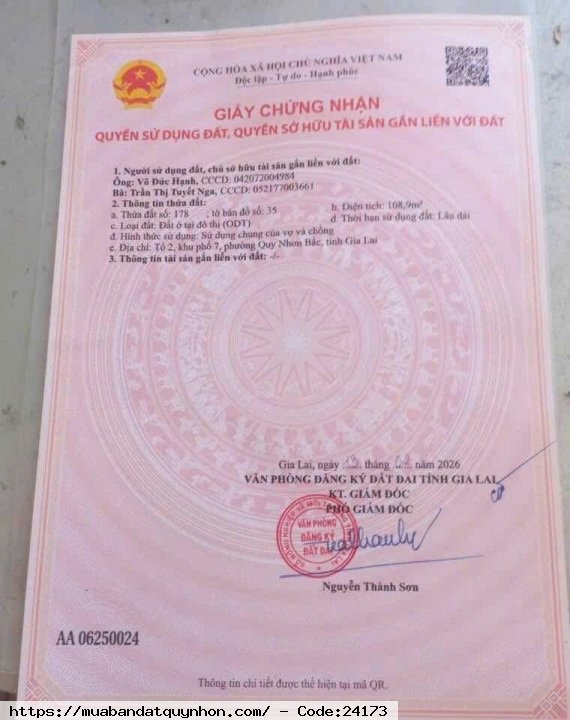 CỘNG HÒA XÃ HỘI CHỦ NGHĨA VIỆT NAM
Độc lập - Tự do - Hạnh phúc
GIẤY CHỨNG NHẬN
QUYỀN SỬ DỤNG ĐẤT, QUYỀN SỞ HỮU TÀI SẢN GẮN LIỀN VỚI ĐẤT
1. Người sử dụng đất, chủ sở hữu tài sản gắn liền với đất:
Ông: Võ Đức Hạnh, CCCD: 042072004984
Bà: Trần Thị Tuyết Nga, CCCD: 052177003661
2. Thông tin thửa đất:
a. Thửa đất số: 178 ; tờ bản đồ số: 35 b. Diện tích: 108,9m²
c. Loại đất: Đất ở tại đô thị (ODT) d. Thời hạn sử dụng đất: Lâu dài
đ. Hình thức sử dụng: Sử dụng chung của vợ và chồng
e. Địa chỉ: Tổ 2, khu phố 7, phường Quy Nhơn Bắc, tỉnh Gia Lai
3. Thông tin tài sản gắn liền với đất: -/-
Gia Lai, ngày tháng năm 2026
VĂN PHÒNG ĐĂNG KÝ ĐẤT ĐAI TỈNH GIA LAI
KT. GIÁM ĐỐC
PHÓ GIÁM ĐỐC
VĂN PHÒNG
ĐĂNG KÝ
ĐẤT ĐAI
Nguyễn Thành Sơn
AA 06250024
Thông tin chi tiết được thể hiện tại mã QR.
https://muabandatquynhon.com/ - Code:24173